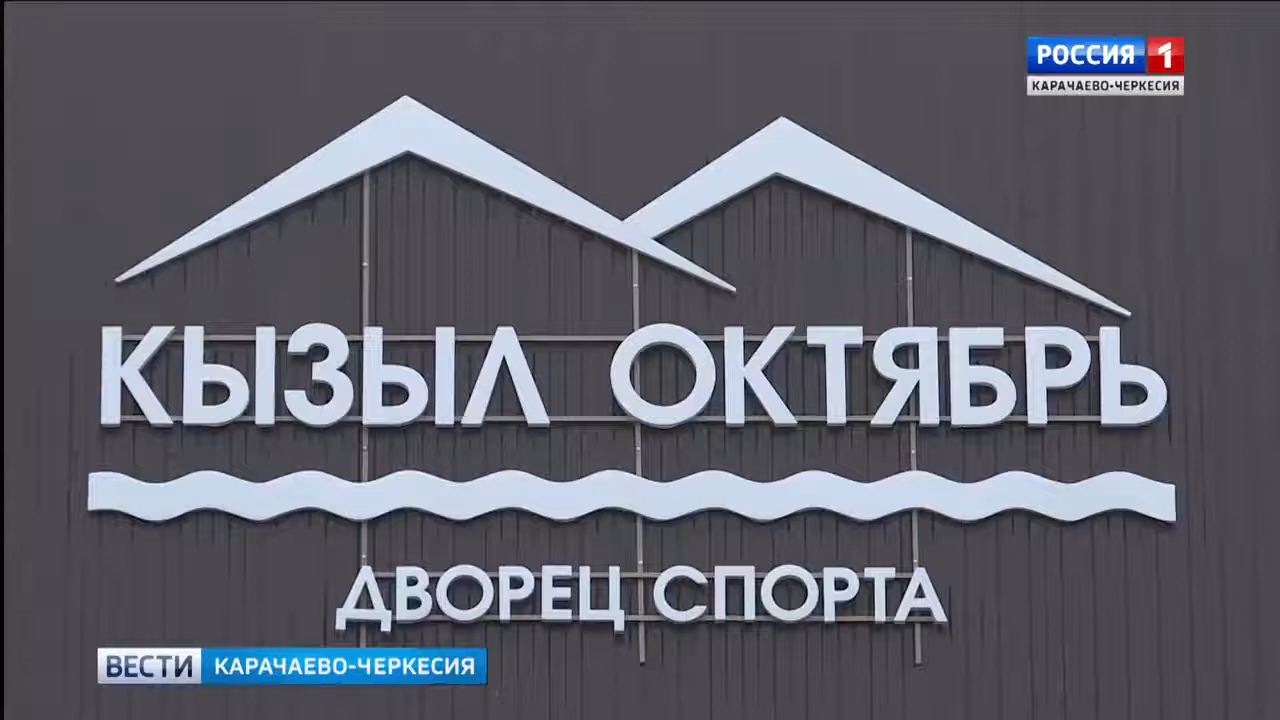 РОССИЯ 1
КАРАЧАЕВО-ЧЕРКЕСИЯ
КЫЗЫЛ ОКТЯБРЬ
ДВОРЕЦ СПОРТА
ВЕСТИ КАРАЧАЕВО-ЧЕРКЕСИЯ